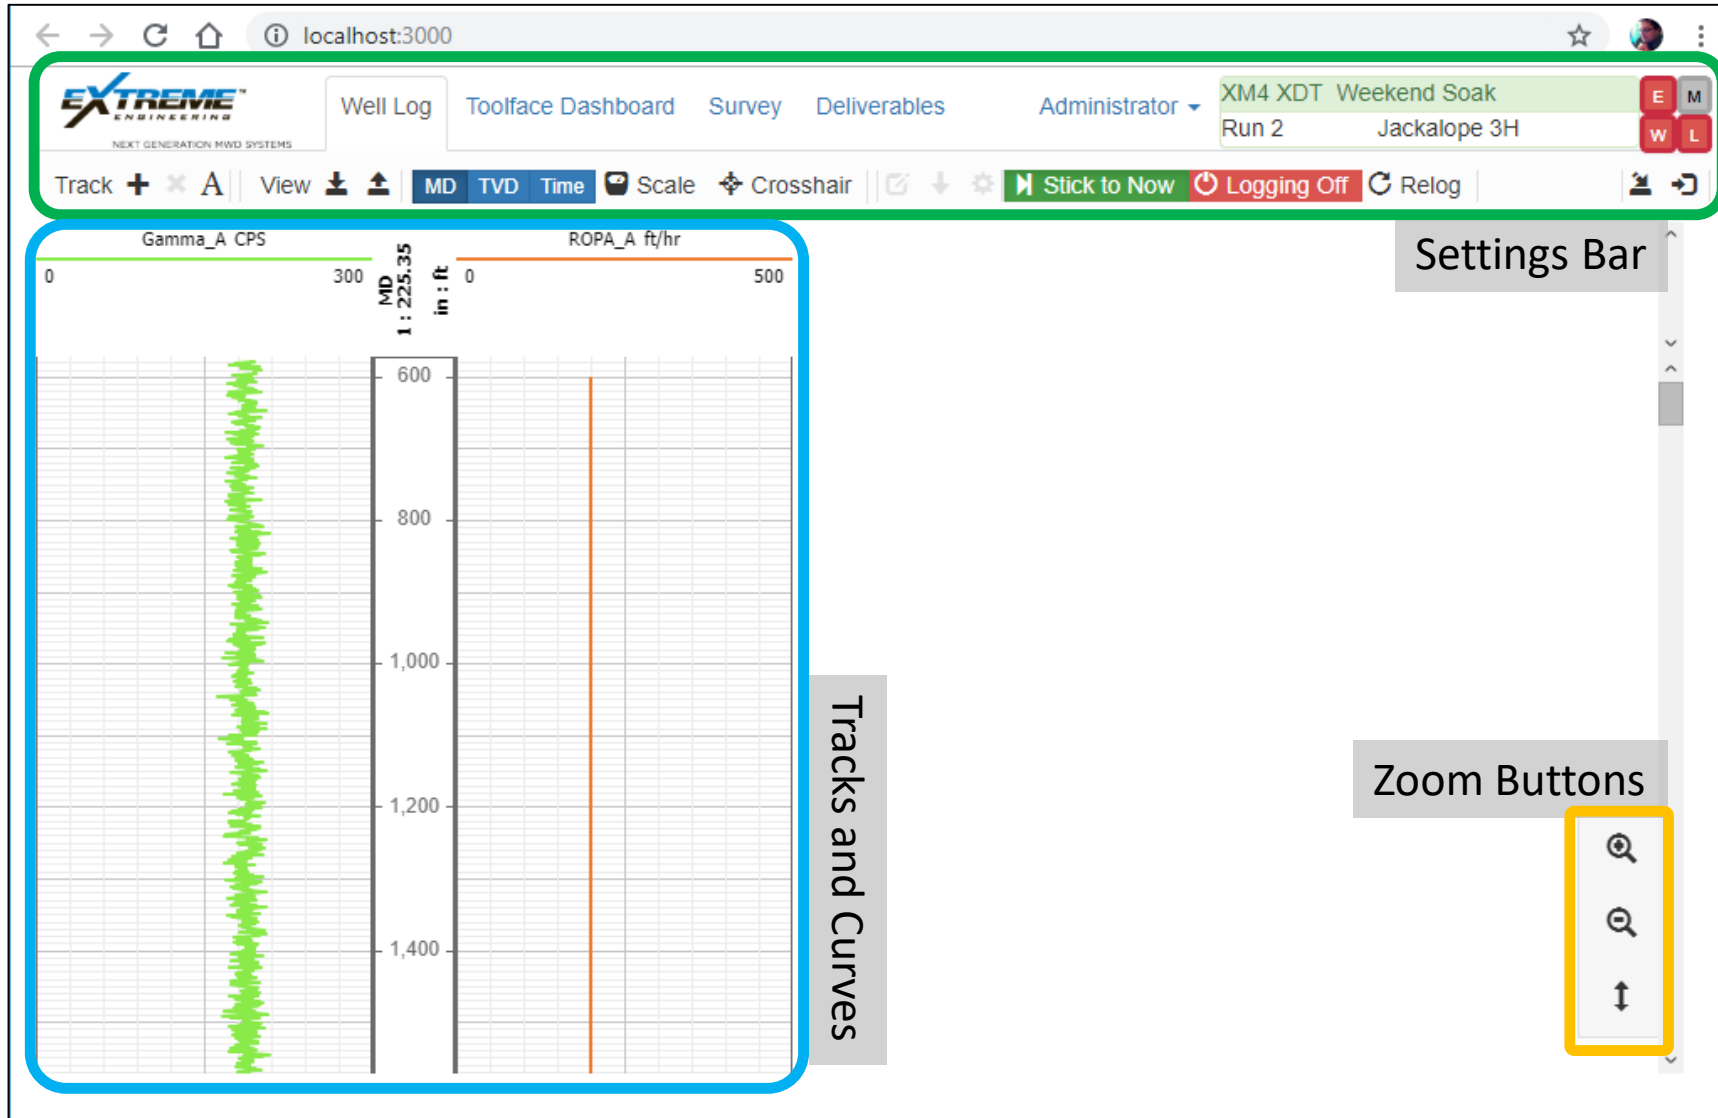 localhost:3000
EXTREME™
ENGINEERING
NEXT GENERATION MWD SYSTEMS
Well Log Toolface Dashboard Survey Deliverables Administrator
XM4 XDT Weekend Soak
Run 2 Jackalope 3H
E M
W L
Track A View MD TVD Time Scale Crosshair Stick to Now Logging Off Relog
Settings Bar
Gamma_A CPS
0 300
MD
1 : 225.35
in : ft
ROPA_A ft/hr
0 500
600
800
1,000
1,200
1,400
Tracks and Curves
Zoom Buttons